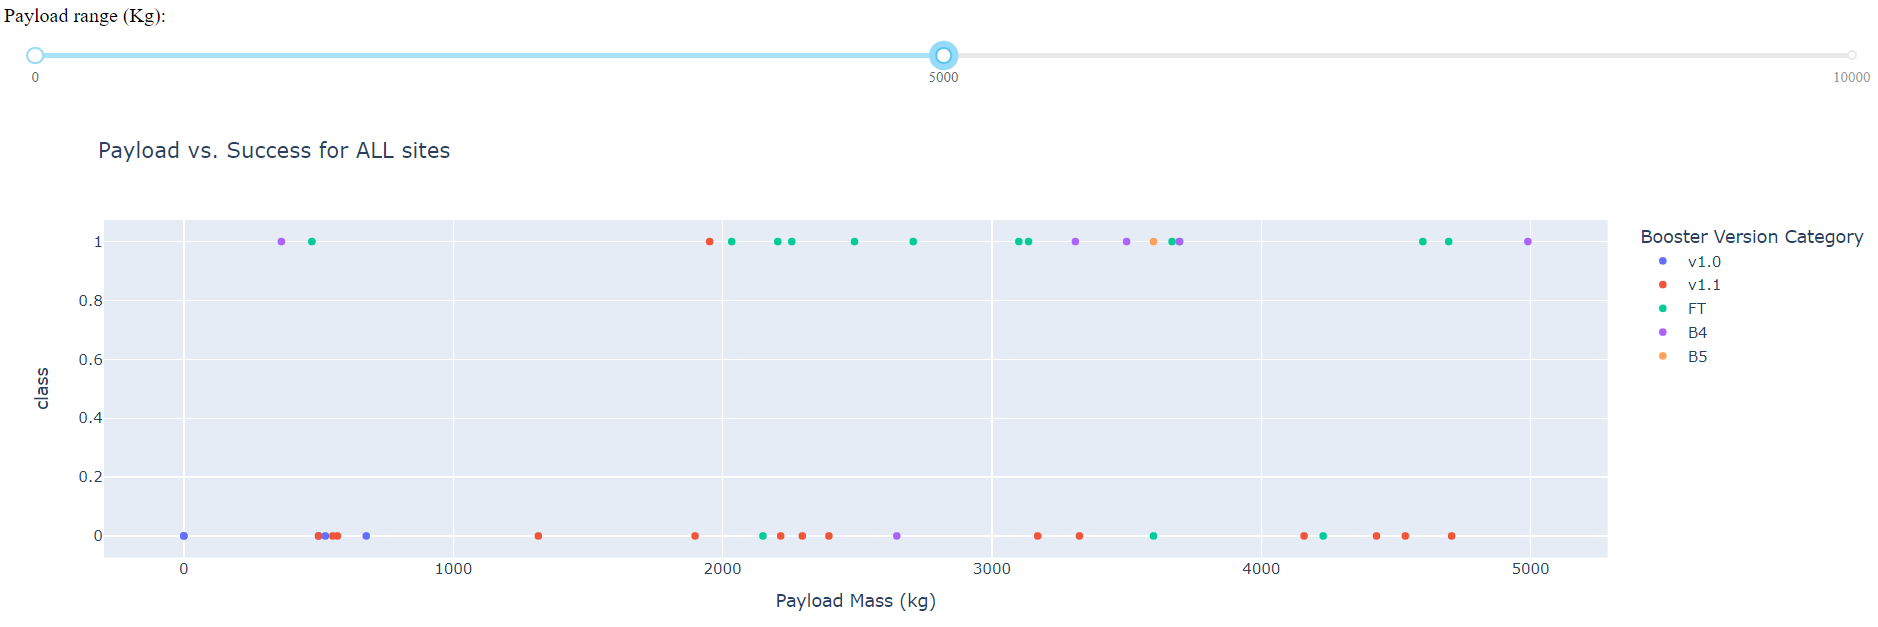 Payload range (Kg):
0 5000 10000
Payload vs. Success for ALL sites
Booster Version Category
v1.0
v1.1
FT
B4
B5
class
1
0.8
0.6
0.4
0.2
0
0 1000 2000 3000 4000 5000
Payload Mass (kg)